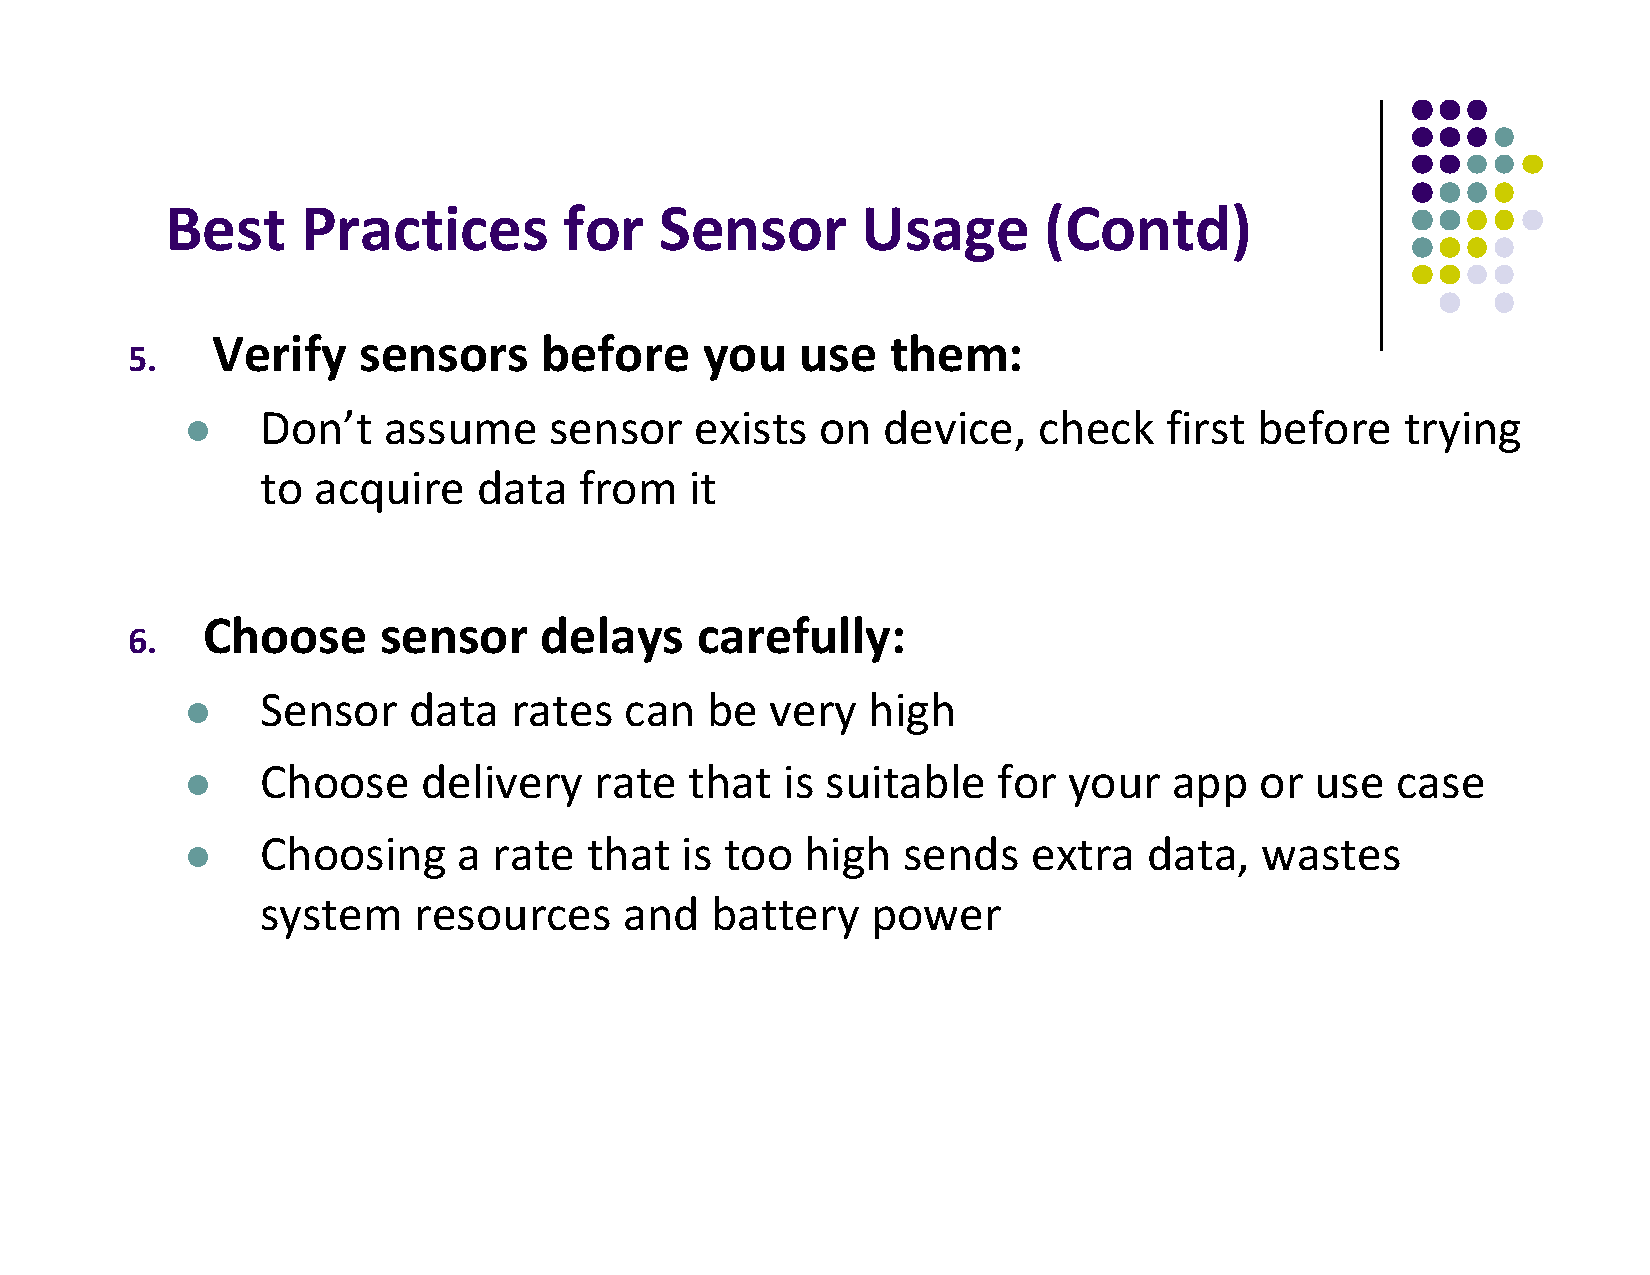 Best Practices for Sensor Usage (Contd)
5. Verify sensors before you use them:
● Don’t assume sensor exists on device, check first before trying
to acquire data from it
6. Choose sensor delays carefully:
● Sensor data rates can be very high
● Choose delivery rate that is suitable for your app or use case
● Choosing a rate that is too high sends extra data, wastes
system resources and battery power